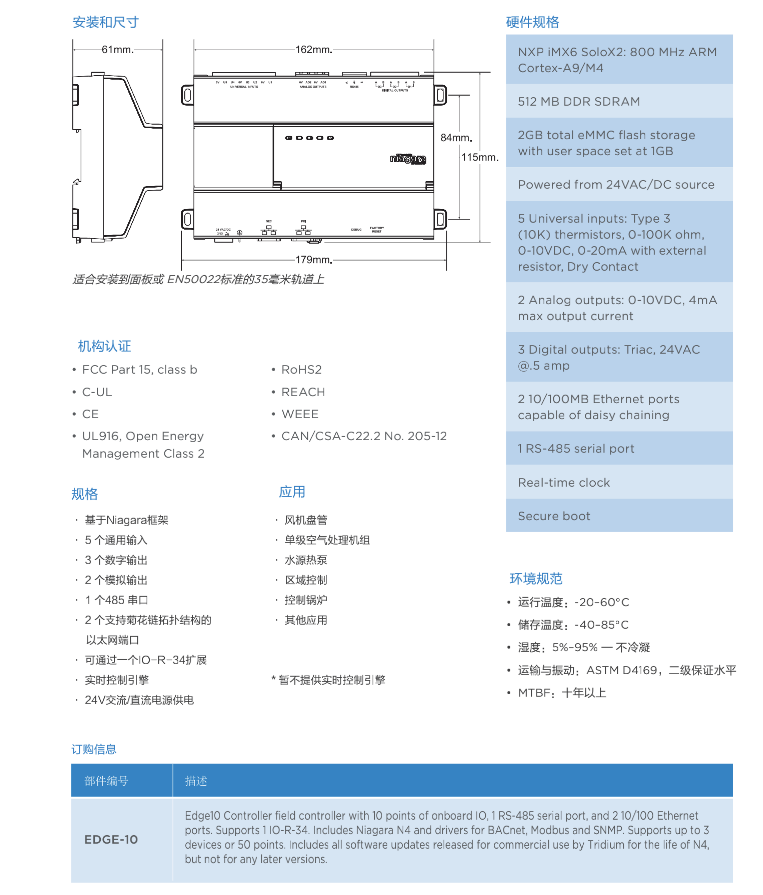 安装和尺寸
61mm.
162mm.
UNIVERSAL INPUTS
ANALOG OUTPUTS
DIGITAL OUTPUTS
84mm.
115mm.
179mm.
适合安装到面板或 EN50022标准的35毫米轨道上
机构认证
• FCC Part 15, class b
• C-UL
• CE
• UL916, Open Energy
Management Class 2
• RoHS2
• REACH
• WEEE
• CAN/CSA-C22.2 No. 205-12
规格
· 基于Niagara框架
· 5 个通用输入
· 3 个数字输出
· 2 个模拟输出
· 1 个485 串口
· 2 个支持菊花链拓扑结构的
以太网端口
· 可通过一个IO-R-34扩展
· 实时控制引擎
· 24V交流/直流电源供电
应用
· 风机盘管
· 单级空气处理机组
· 水源热泵
· 区域控制
· 控制锅炉
· 其他应用
* 暂不提供实时控制引擎
硬件规格
NXP iMX6 SoloX2: 800 MHz ARM
Cortex-A9/M4
512 MB DDR SDRAM
2GB total eMMC flash storage
with user space set at 1GB
Powered from 24VAC/DC source
5 Universal inputs: Type 3
(10K) thermistors, 0-100K ohm,
0-10VDC, 0-20mA with external
resistor, Dry Contact
2 Analog outputs: 0-10VDC, 4mA
max output current
3 Digital outputs: Triac, 24VAC
@.5 amp
2 10/100MB Ethernet ports
capable of daisy chaining
1 RS-485 serial port
Real-time clock
Secure boot
环境规范
• 运行温度：-20-60°C
• 储存温度：-40-85°C
• 湿度：5%-95% — 不冷凝
• 运输与振动：ASTM D4169，二级保证水平
• MTBF：十年以上
订购信息
部件编号
描述
EDGE-10
Edge10 Controller field controller with 10 points of onboard IO, 1 RS-485 serial port, and 2 10/100 Ethernet
ports. Supports 1 IO-R-34. Includes Niagara N4 and drivers for BACnet, Modbus and SNMP. Supports up to 3
devices or 50 points. Includes all software updates released for commercial use by Tridium for the life of N4,
but not for any later versions.